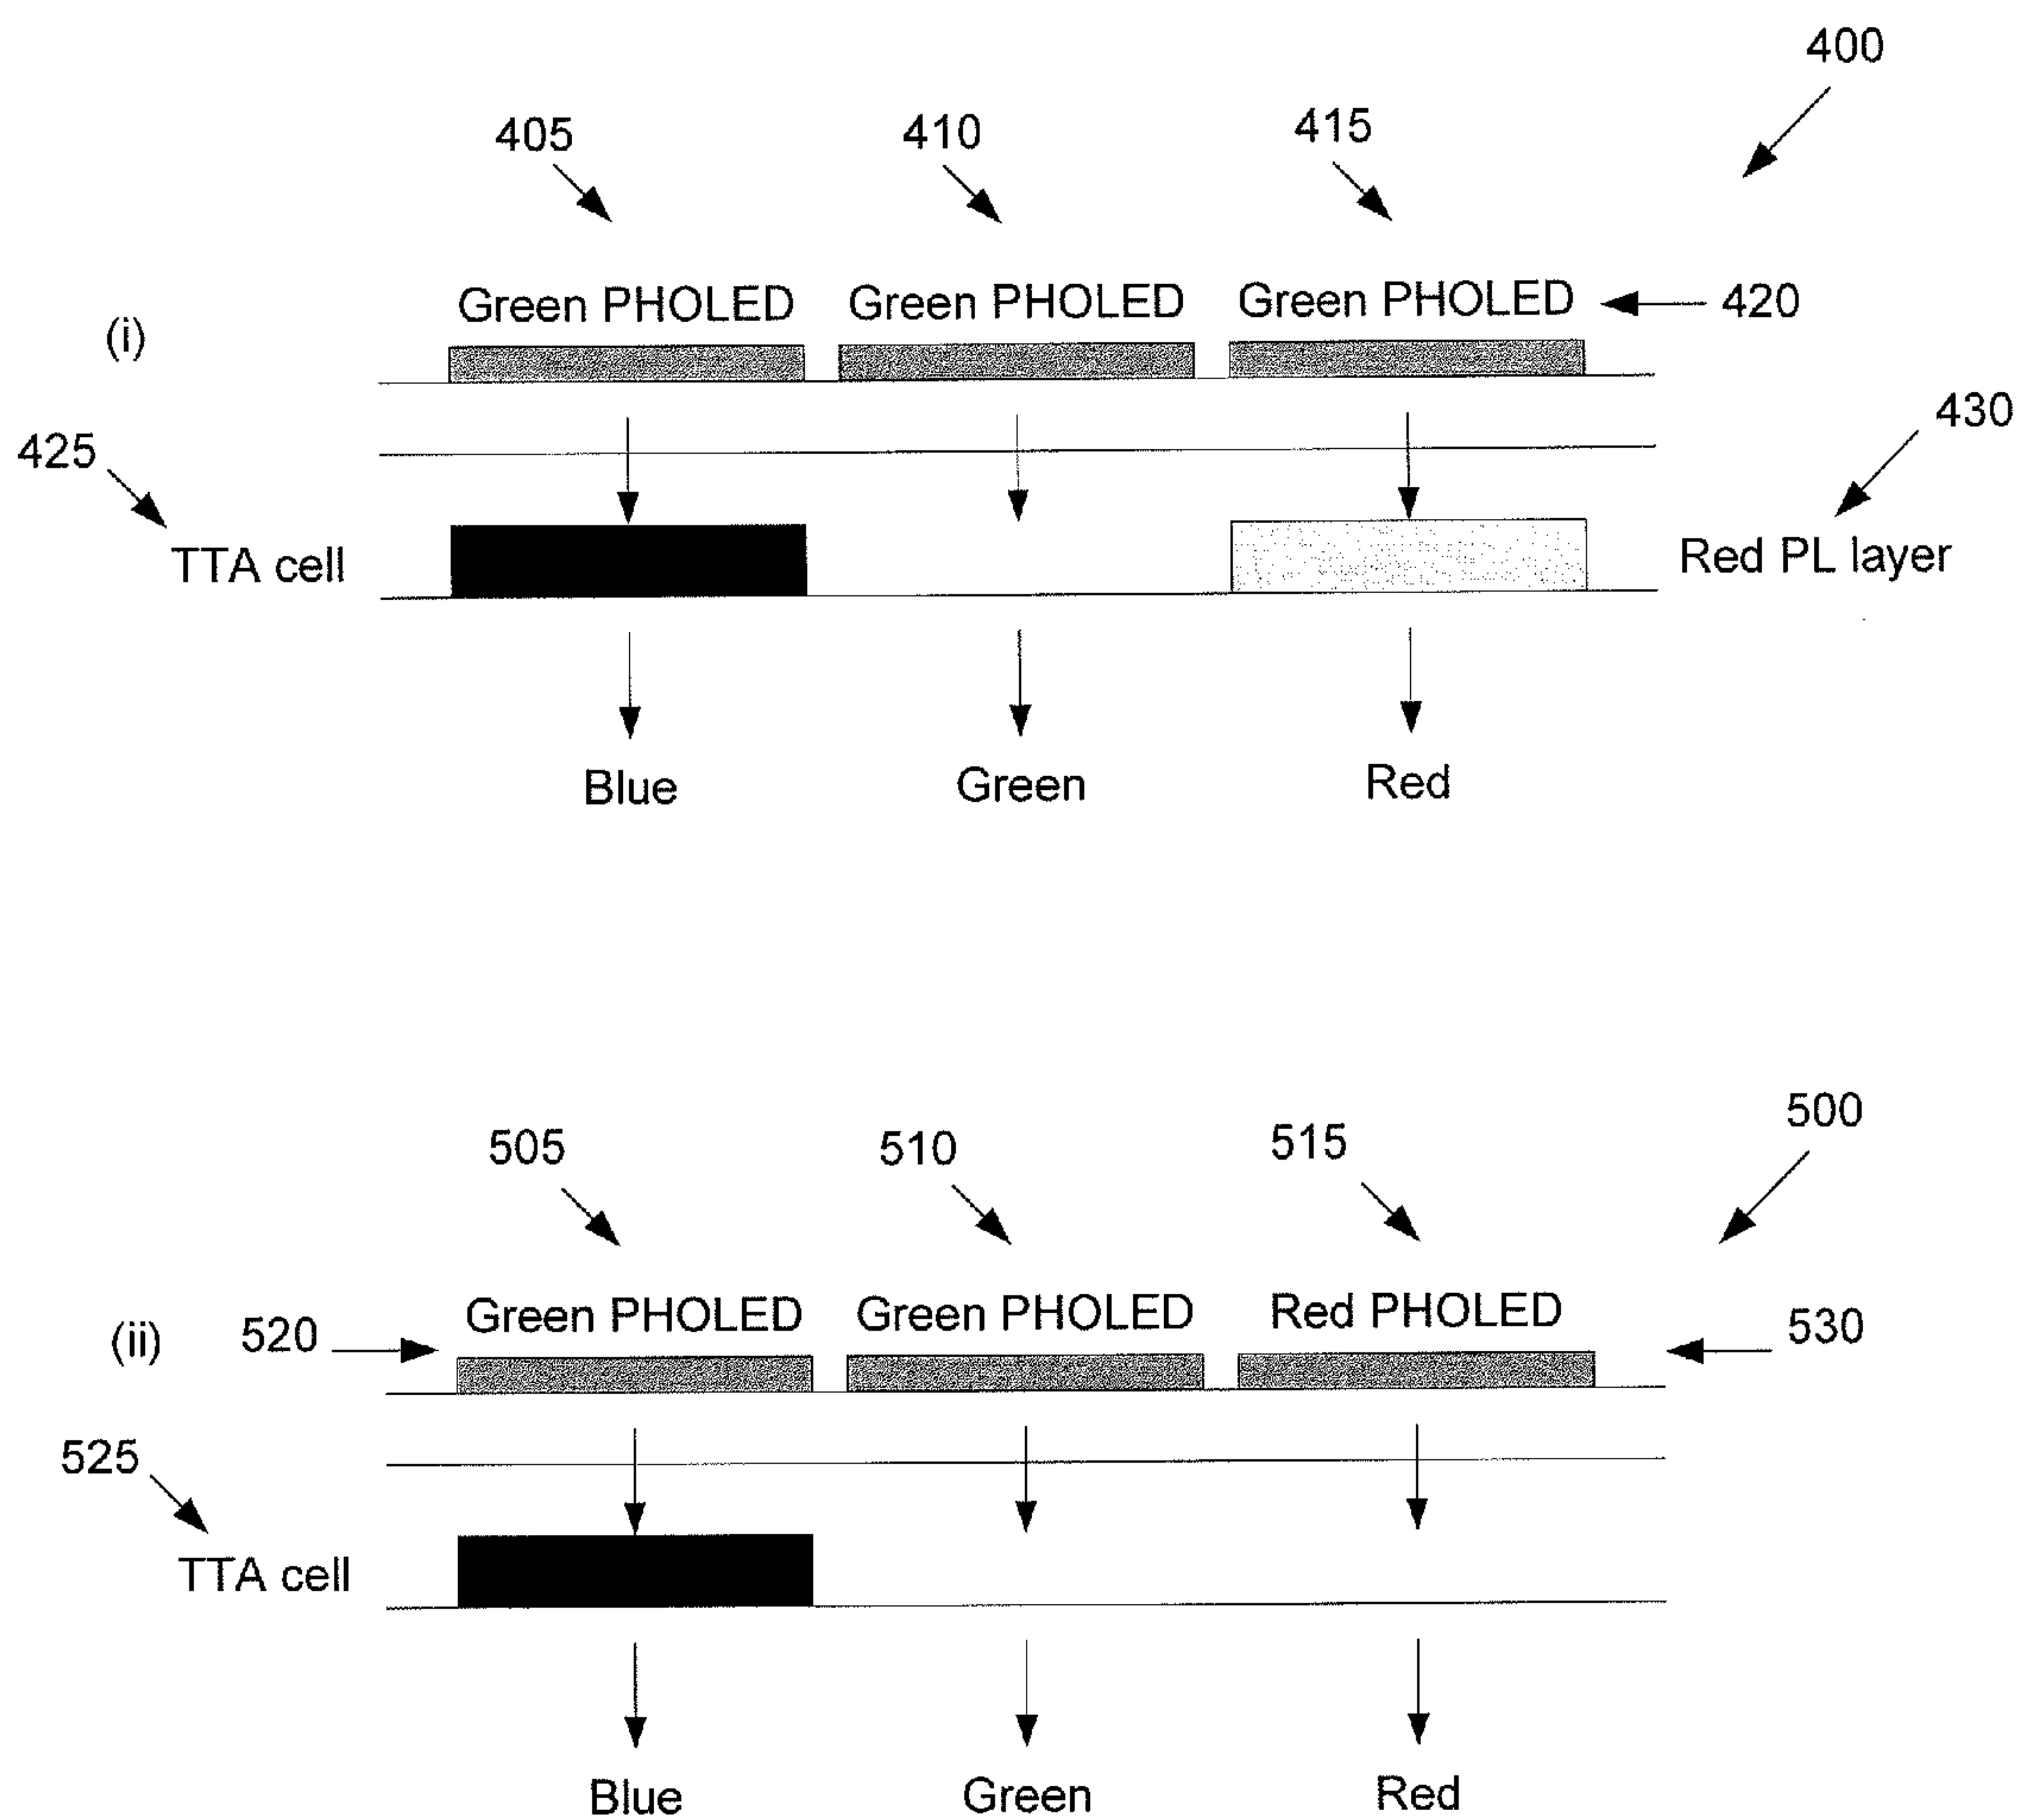 400
405 410 415
Green PHOLED Green PHOLED Green PHOLED 420
(i)
425 430
TTA cell Red PL layer
Blue Green Red
500
505 510 515
Green PHOLED Green PHOLED Red PHOLED
(ii) 520 530
525
TTA cell
Blue Green Red